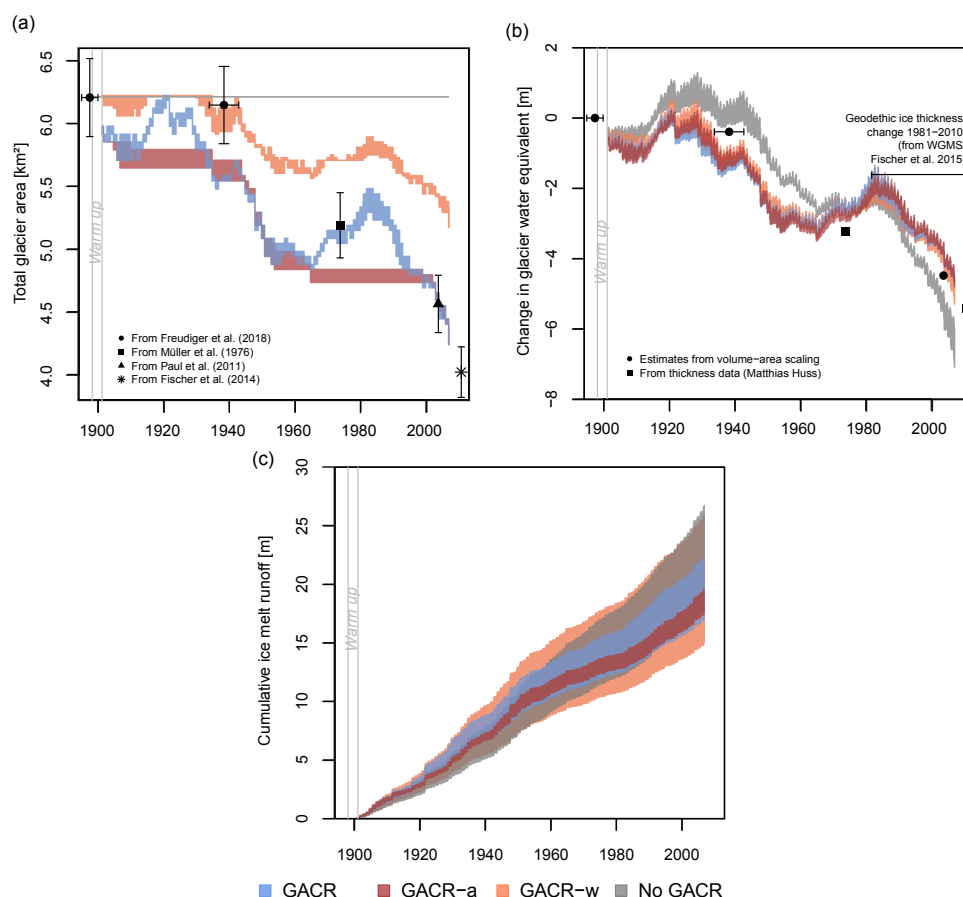 (a)
Total glacier area [km²]
6.5
6.0
5.5
5.0
4.5
4.0
Warm up
From Freudiger et al. (2018)
From Müller et al. (1976)
From Paul et al. (2011)
From Fischer et al. (2014)
1900 1920 1940 1960 1980 2000
(b)
Change in glacier water equivalent [m]
2
0
−2
−4
−6
−8
Warm up
Geodethic ice thickness
change 1981−2010
(from WGMS
Fischer et al. 2015)
Estimates from volume−area scaling
From thickness data (Matthias Huss)
1900 1920 1940 1960 1980 2000
(c)
Cumulative ice melt runoff [m]
30
25
20
15
10
5
0
Warm up
1900 1920 1940 1960 1980 2000
GACR GACR−a GACR−w No GACR